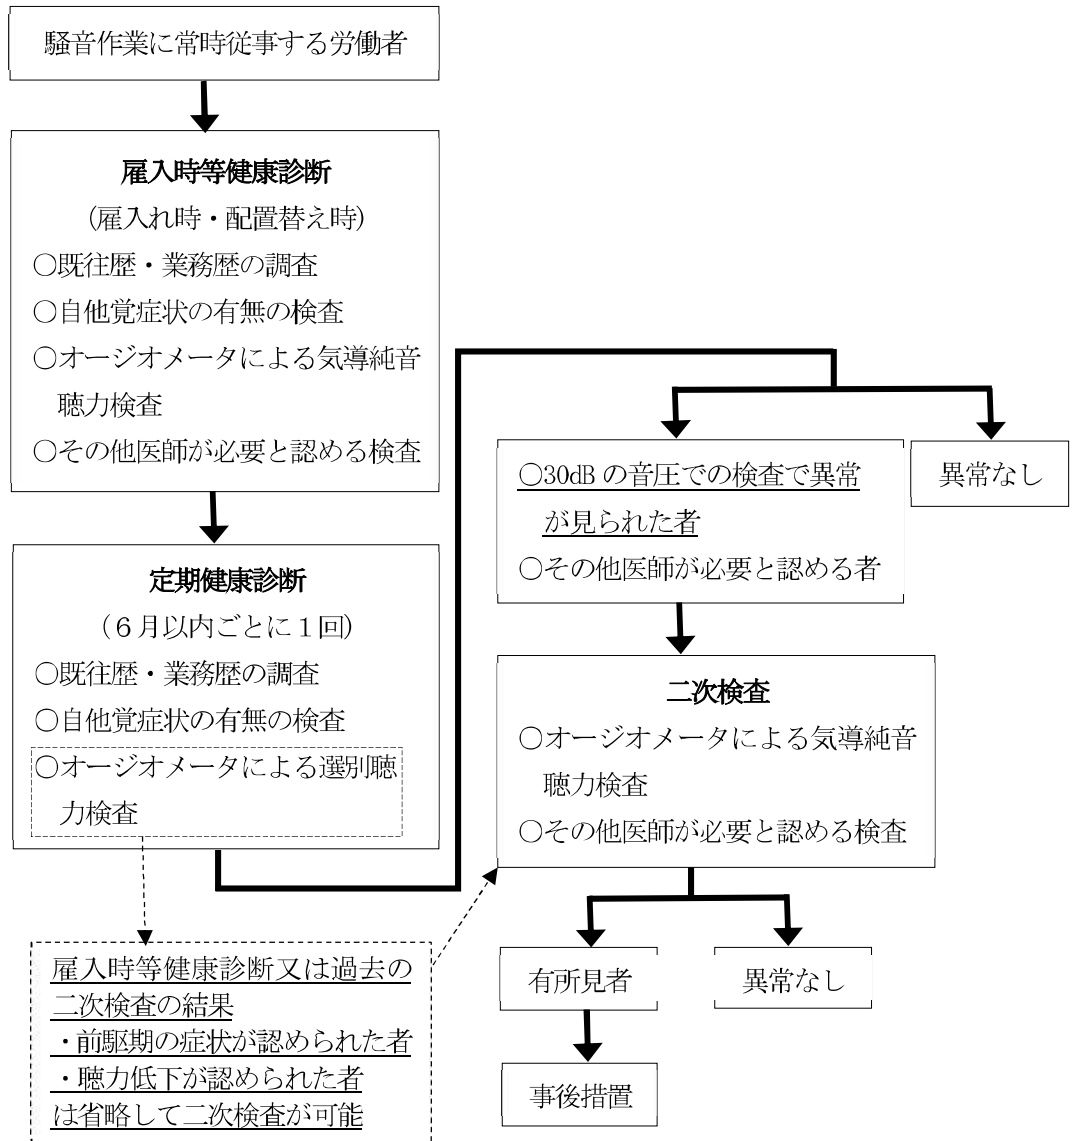 騒音作業に常時従事する労働者
雇入時等健康診断
(雇入れ時・配置替え時)
○既往歴・業務歴の調査
○自他覚症状の有無の検査
○オージオメータによる気導純音
聴力検査
○その他医師が必要と認める検査
定期健康診断
(６月以内ごとに１回)
○既往歴・業務歴の調査
○自他覚症状の有無の検査
○オージオメータによる選別聴
力検査
雇入時等健康診断又は過去の
二次検査の結果
・前駆期の症状が認められた者
・聴力低下が認められた者
は省略して二次検査が可能
○30dBの音圧での検査で異常
が見られた者
○その他医師が必要と認める者
異常なし
二次検査
○オージオメータによる気導純音
聴力検査
○その他医師が必要と認める検査
有所見者
異常なし
事後措置